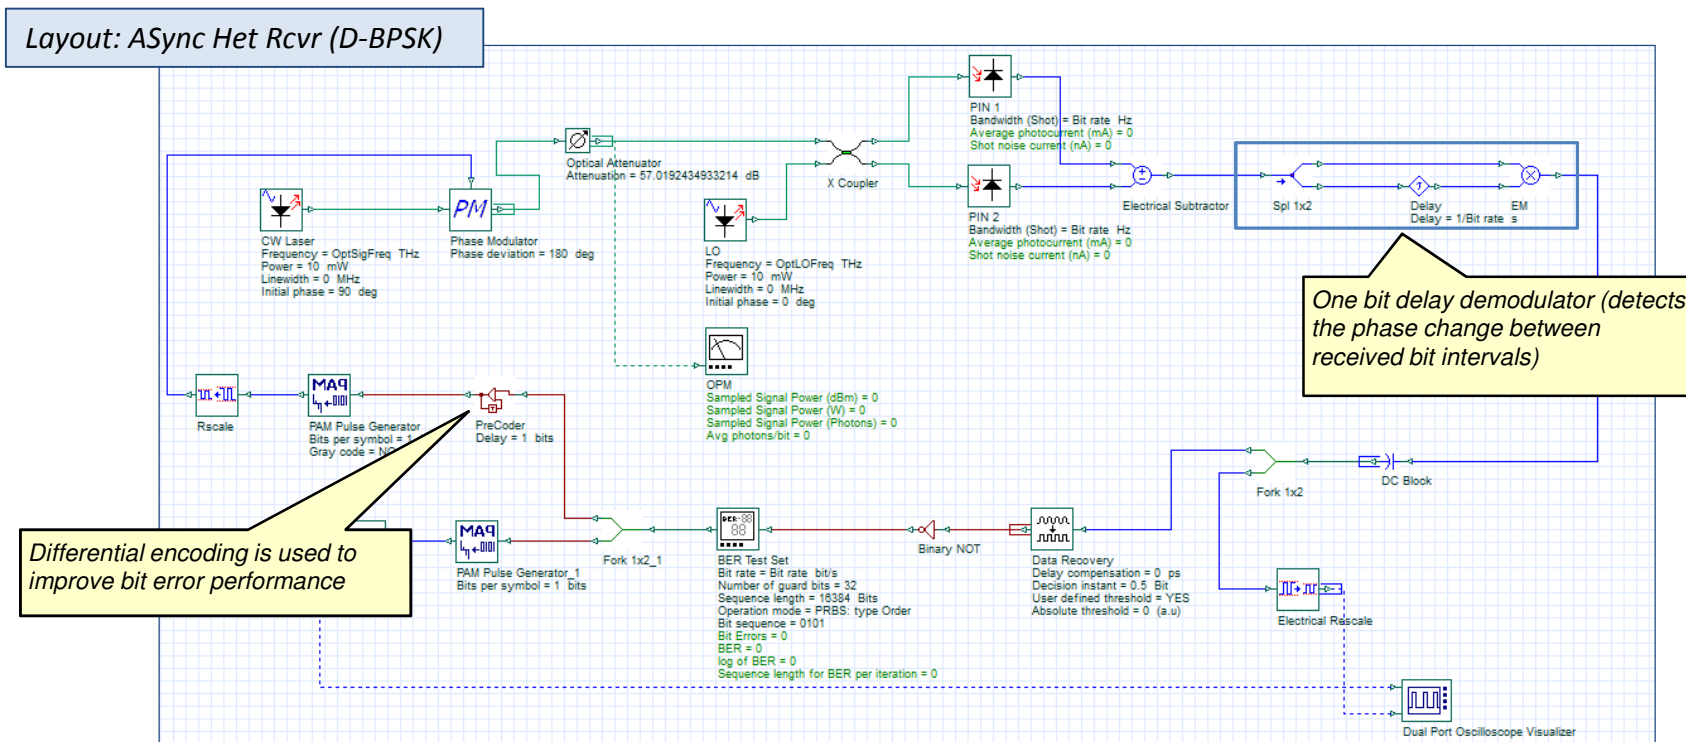 Layout: ASync Het Rcvr (D-BPSK)
PIN 1
Bandwidth (Shot) = Bit rate Hz
Average photocurrent (mA) = 0
Shot noise current (nA) = 0
Optical Attenuator
Attenuation = 57.0192434933214 dB
X Coupler
PM
CW Laser
Frequency = OptSigFreq THz
Power = 10 mW
Linewidth = 0 MHz
Initial phase = 90 deg
Phase Modulator
Phase deviation = 180 deg
LO
Frequency = OptLOFreq THz
Power = 10 mW
Linewidth = 0 MHz
Initial phase = 0 deg
PIN 2
Bandwidth (Shot) = Bit rate Hz
Average photocurrent (mA) = 0
Shot noise current (nA) = 0
Electrical Subtractor
Spl 1x2
Delay
Delay = 1/Bit rate s
EM
One bit delay demodulator (detects
the phase change between
received bit intervals)
OPM
Sampled Signal Power (dBm) = 0
Sampled Signal Power (W) = 0
Sampled Signal Power (Photons) = 0
Avg photons/bit = 0
Rscale
PAM Pulse Generator
Bits per symbol = 1
Gray code =
PreCoder
Delay = 1 bits
Fork 1x2
DC Block
Differential encoding is used to
improve bit error performance
PAM Pulse Generator_1
Bits per symbol = 1 bits
Fork 1x2_1
BER Test Set
Bit rate = Bit rate bit/s
Number of guard bits = 32
Sequence length = 16384 Bits
Operation mode = PRBS: type Order
Bit sequence = 0101
Bit Errors = 0
BER = 0
log of BER = 0
Sequence length for BER per iteration = 0
Binary NOT
Data Recovery
Delay compensation = 0 ps
Decision instant = 0.5 Bit
User defined threshold = YES
Absolute threshold = 0 (a.u)
Electrical Rescale
Dual Port Oscilloscope Visualizer